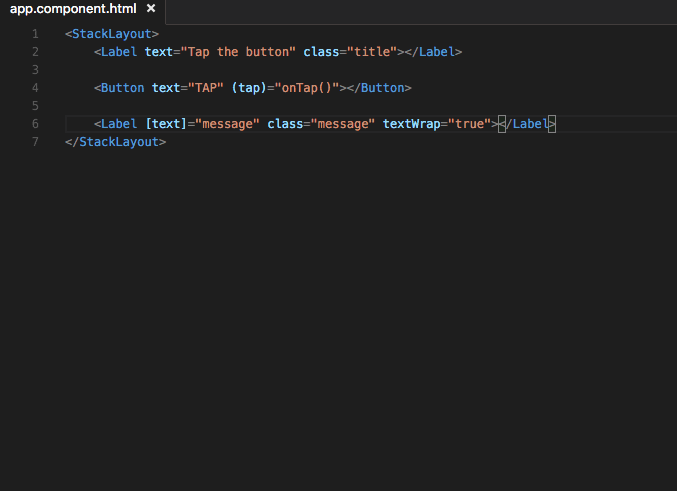 app.component.html ×
1 <StackLayout>
2 <Label text="Tap the button" class="title"></Label>
3
4 <Button text="TAP" (tap)="onTap()"></Button>
5
6 <Label [text]="message" class="message" textWrap="true"></Label>
7 </StackLayout>